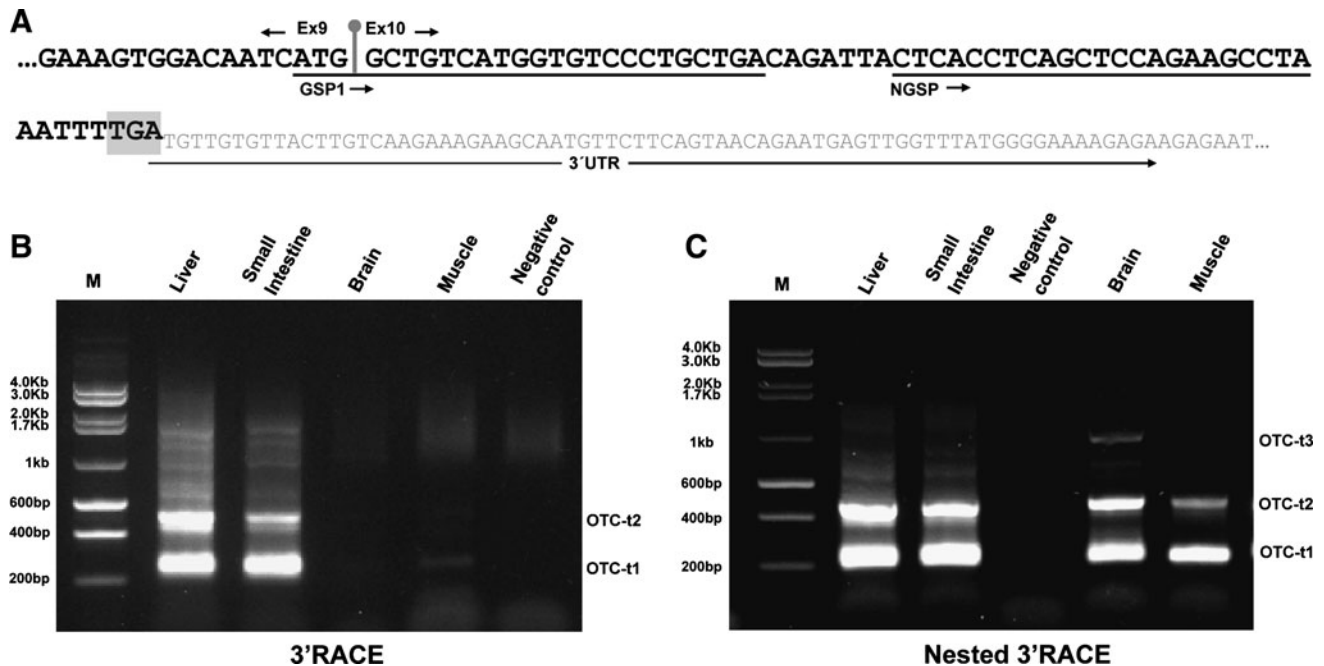 A
← Ex9 Ex10 →
...GAAAGTGGACAATCATG GCTGTCATGGTGTCCCTGCTGACAGATTACTCACCTCAGCTCCAGAAGCCTA
GSP1 → NGSP →
AATTTTGATGTTGTGTTACTTGTCAAGAAAGAAGCAATGTTCTTCAGTAACAGAATGAGTTGGTTTATGGGGAAAAGAGAAGAGAAT...
3´UTR
B
M Liver Small Intestine Brain Muscle Negative control
4.0Kb
3.0Kb
2.0Kb
1.7Kb
1kb
600bp
400bp
200bp
OTC-t2
OTC-t1
3’RACE
C
M Liver Small Intestine Negative control Brain Muscle
4.0Kb
3.0Kb
2.0Kb
1.7Kb
1kb
600bp
400bp
200bp
OTC-t3
OTC-t2
OTC-t1
Nested 3’RACE